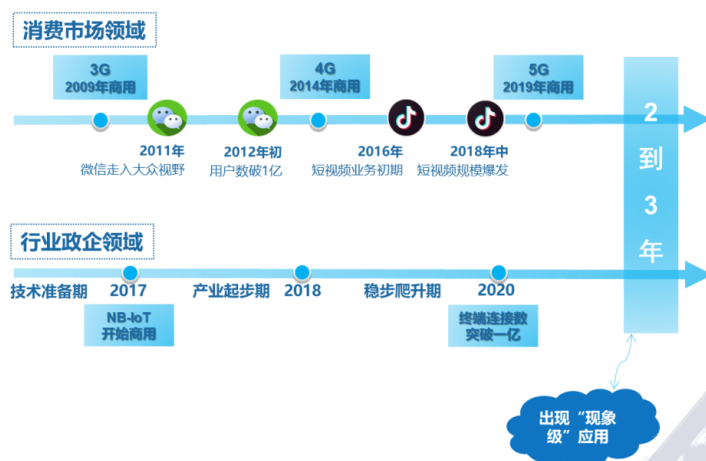 消费市场领域
3G
2009年商用
4G
2014年商用
5G
2019年商用
2011年
微信走入大众视野
2012年初
用户数破1亿
2016年
短视频业务初期
2018年中
短视频规模爆发
2
到
3
年
行业政企领域
技术准备期
2017
产业起步期
2018
稳步爬升期
2020
NB-IoT
开始商用
终端连接数
突破一亿
出现“现象
级”应用